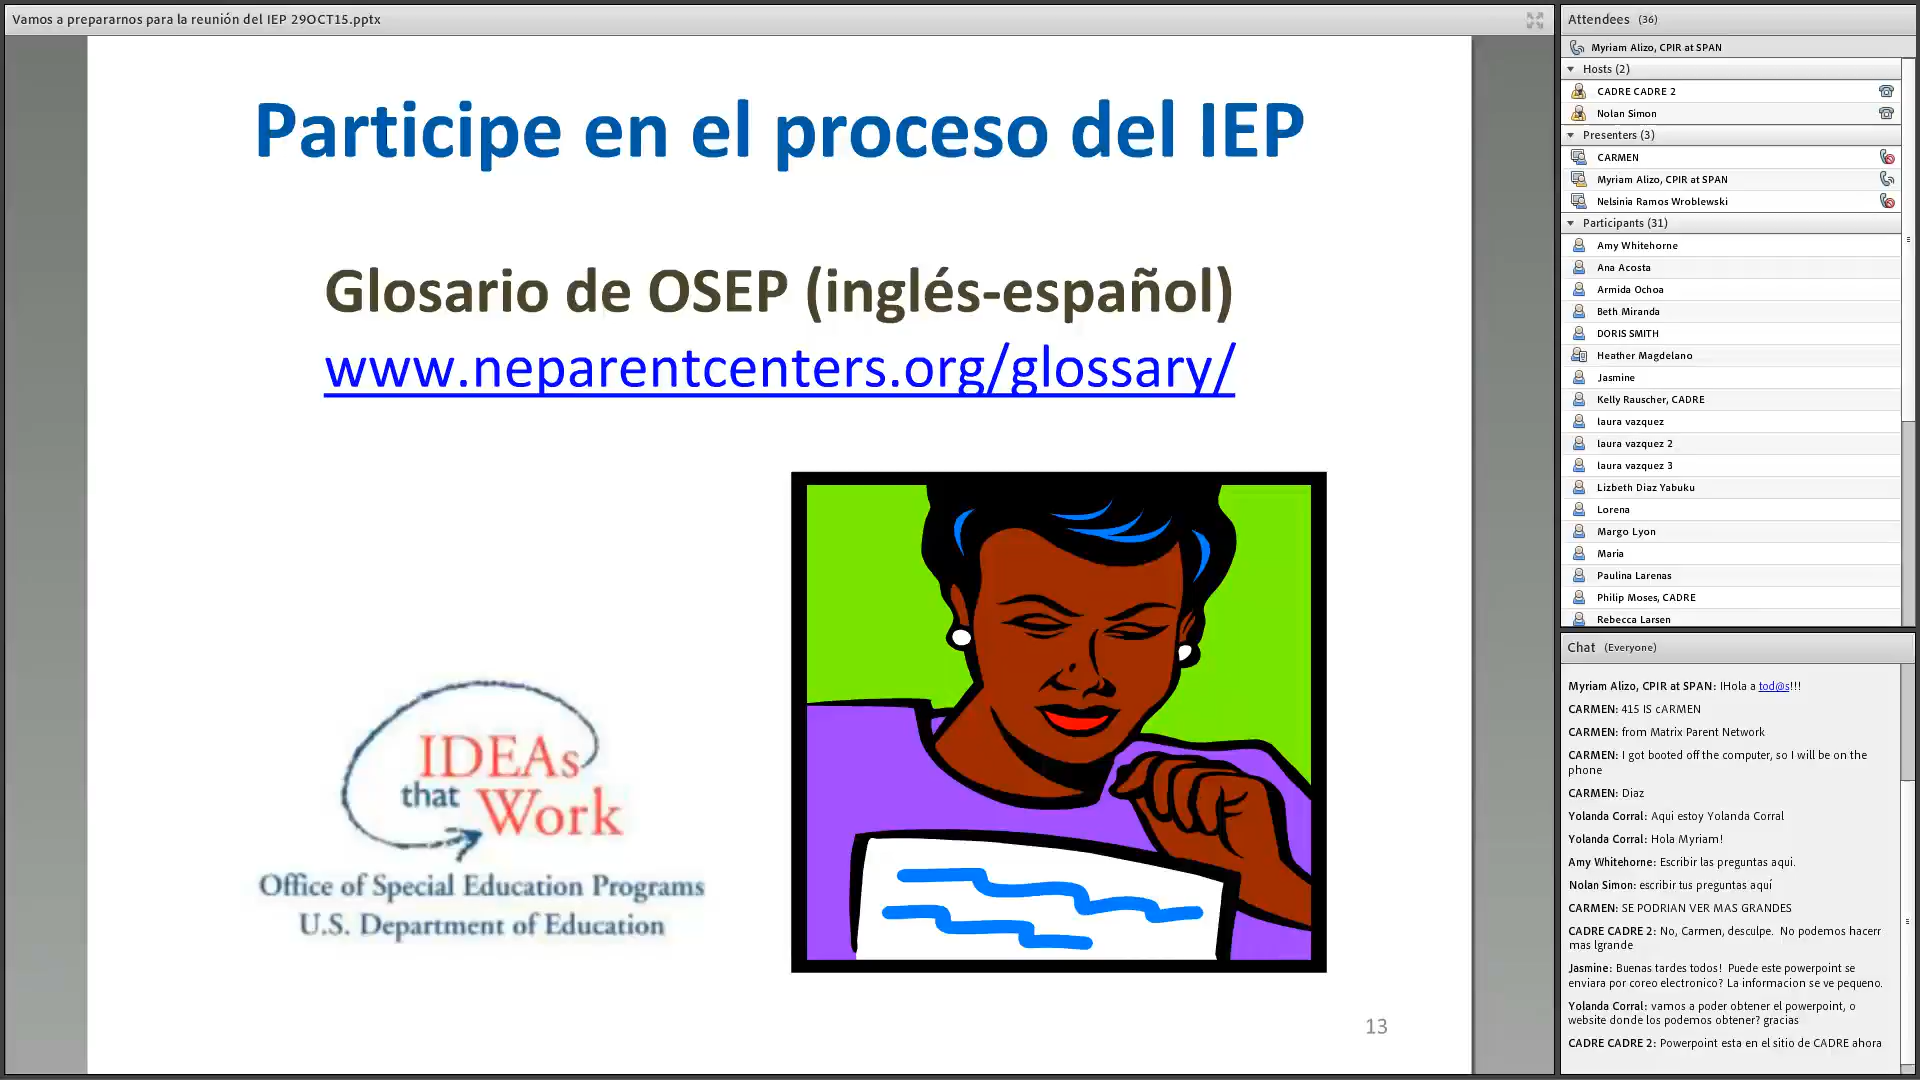 Vamos a prepararnos para la reunión del IEP 29OCT15.pptx
Participe en el proceso del IEP
Glosario de OSEP (inglés-español)
www.neparentcenters.org/glossary/
IDEAs
that Work
Office of Special Education Programs
U.S. Department of Education
13
Attendees (36)
Myriam Alizo, CPIR at SPAN
Hosts (2)
CADRE CADRE 2
Nolan Simon
Presenters (3)
CARMEN
Myriam Alizo, CPIR at SPAN
Nelsinia Ramos Wroblewski
Participants (31)
Amy Whitehorne
Ana Acosta
Armida Ochoa
Beth Miranda
DORIS SMITH
Heather Magdelano
Jasmine
Kelly Rauscher, CADRE
laura vazquez
laura vazquez 2
laura vazquez 3
Lizbeth Diaz Yabuku
Lorena
Margo Lyon
Maria
Paulina Larenas
Philip Moses, CADRE
Rebecca Larsen
Chat (Everyone)
Myriam Alizo, CPIR at SPAN: IHola a tod@s!!!
CARMEN: 415 IS cARMEN
CARMEN: from Matrix Parent Network
CARMEN: I got booted off the computer, so I will be on the
phone
CARMEN: Diaz
Yolanda Corral: Aqui estoy Yolanda Corral
Yolanda Corral: Hola Myriam!
Amy Whitehorne: Escribir las preguntas aqui.
Nolan Simon: escribir tus preguntas aquí
CARMEN: SE PODRIAN VER MAS GRANDES
CADRE CADRE 2: No, Carmen, desculpe. No podemos hacerr
mas lgrande
Jasmine: Buenas tardes todos! Puede este powerpoint se
enviara por coreo electronico? La informacion se ve pequeno.
Yolanda Corral: vamos a poder obtener el powerpoint, o
website donde los podemos obtener? gracias
CADRE CADRE 2: Powerpoint esta en el sitio de CADRE ahora